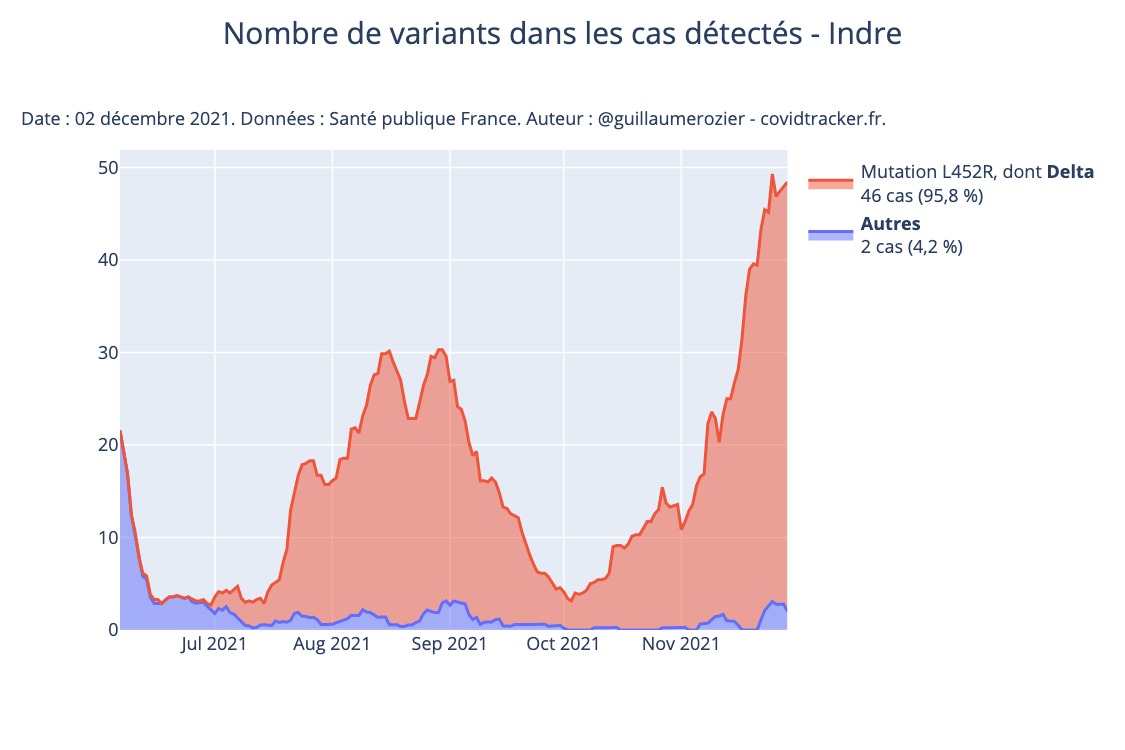 Nombre de variants dans les cas détectés - Indre
Date : 02 décembre 2021. Données : Santé publique France. Auteur : @guillaumerozier - covidtracker.fr.
Mutation L452R, dont Delta
46 cas (95,8 %)
Autres
2 cas (4,2 %)
50
40
30
20
10
0
Jul 2021
Aug 2021
Sep 2021
Oct 2021
Nov 2021